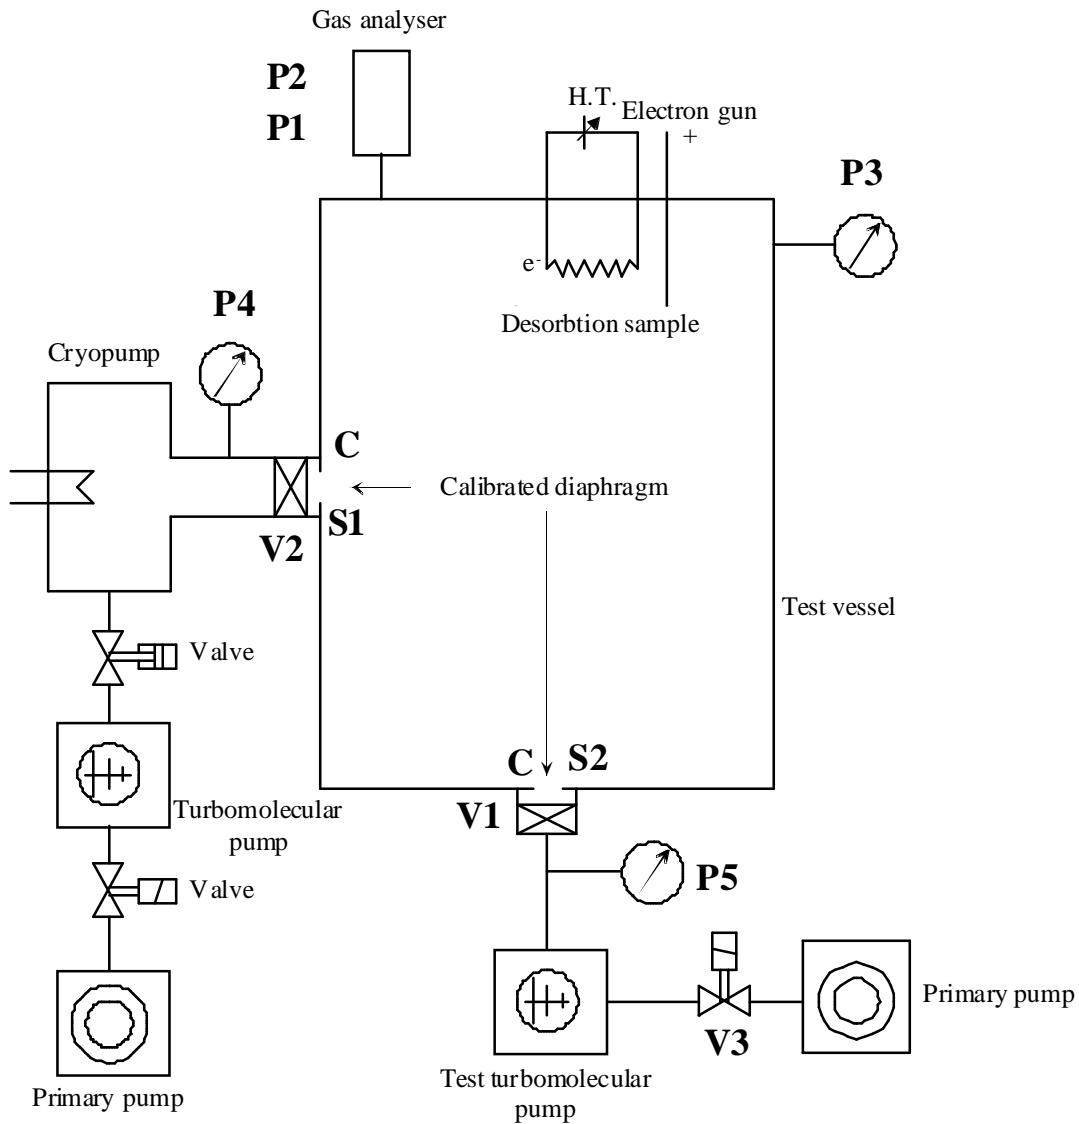 Gas analyser
P2
P1
H.T.
Electron gun
+
P3
e-
Desorbtion sample
P4
Cryopump
C
Calibrated diaphragm
S1
V2
Test vessel
Valve
C S2
V1
Turbomolecular
pump
P5
Valve
Primary pump
V3
Test turbomolecular
pump
Primary pump